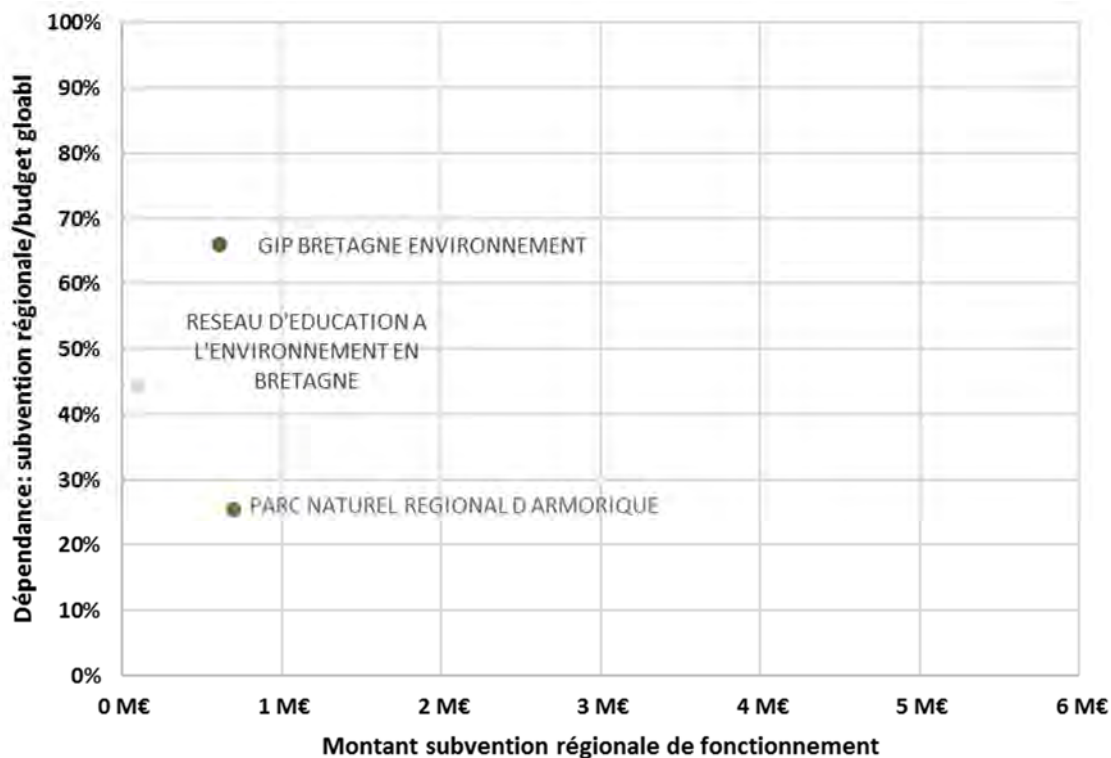 100%
90%
80%
70%
60%
50%
40%
30%
20%
10%
0%
Dépendance: subvention régionale/budget gloabl
GIP BRETAGNE ENVIRONNEMENT
RESEAU D'EDUCATION A
L'ENVIRONNEMENT EN
BRETAGNE
PARC NATUREL REGIONAL D ARMORIQUE
0 M€ 1 M€ 2 M€ 3 M€ 4 M€ 5 M€ 6 M€
Montant subvention régionale de fonctionnement